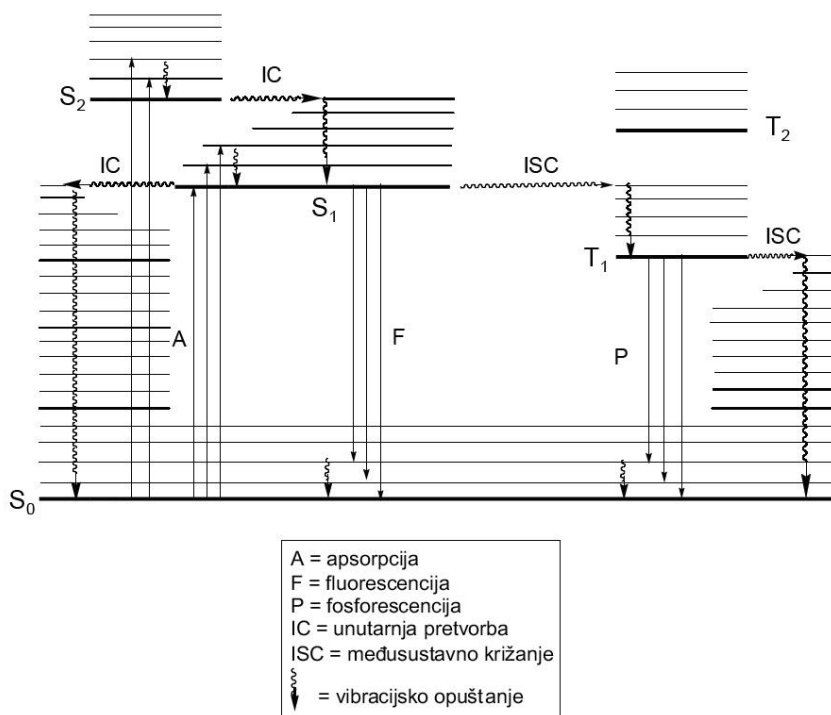 IC
S₂
T₂
IC
ISC
S₁
T₁
ISC
A
F
P
S₀
A = apsorpcija
F = fluorescencija
P = fosforescencija
IC = unutarnja pretvorba
ISC = međusustavno križanje
= vibracijsko opuštanje